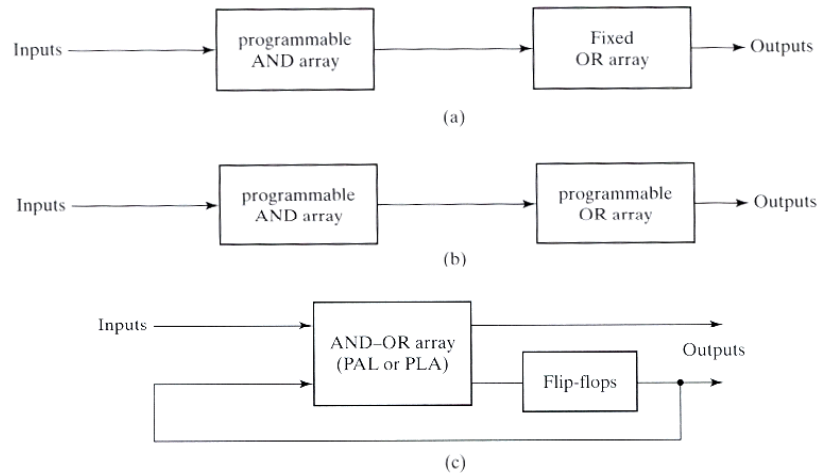 Inputs
programmable
AND array
Fixed
OR array
Outputs
(a)
Inputs
programmable
AND array
programmable
OR array
Outputs
(b)
Inputs
AND–OR array
(PAL or PLA)
Flip-flops
Outputs
(c)